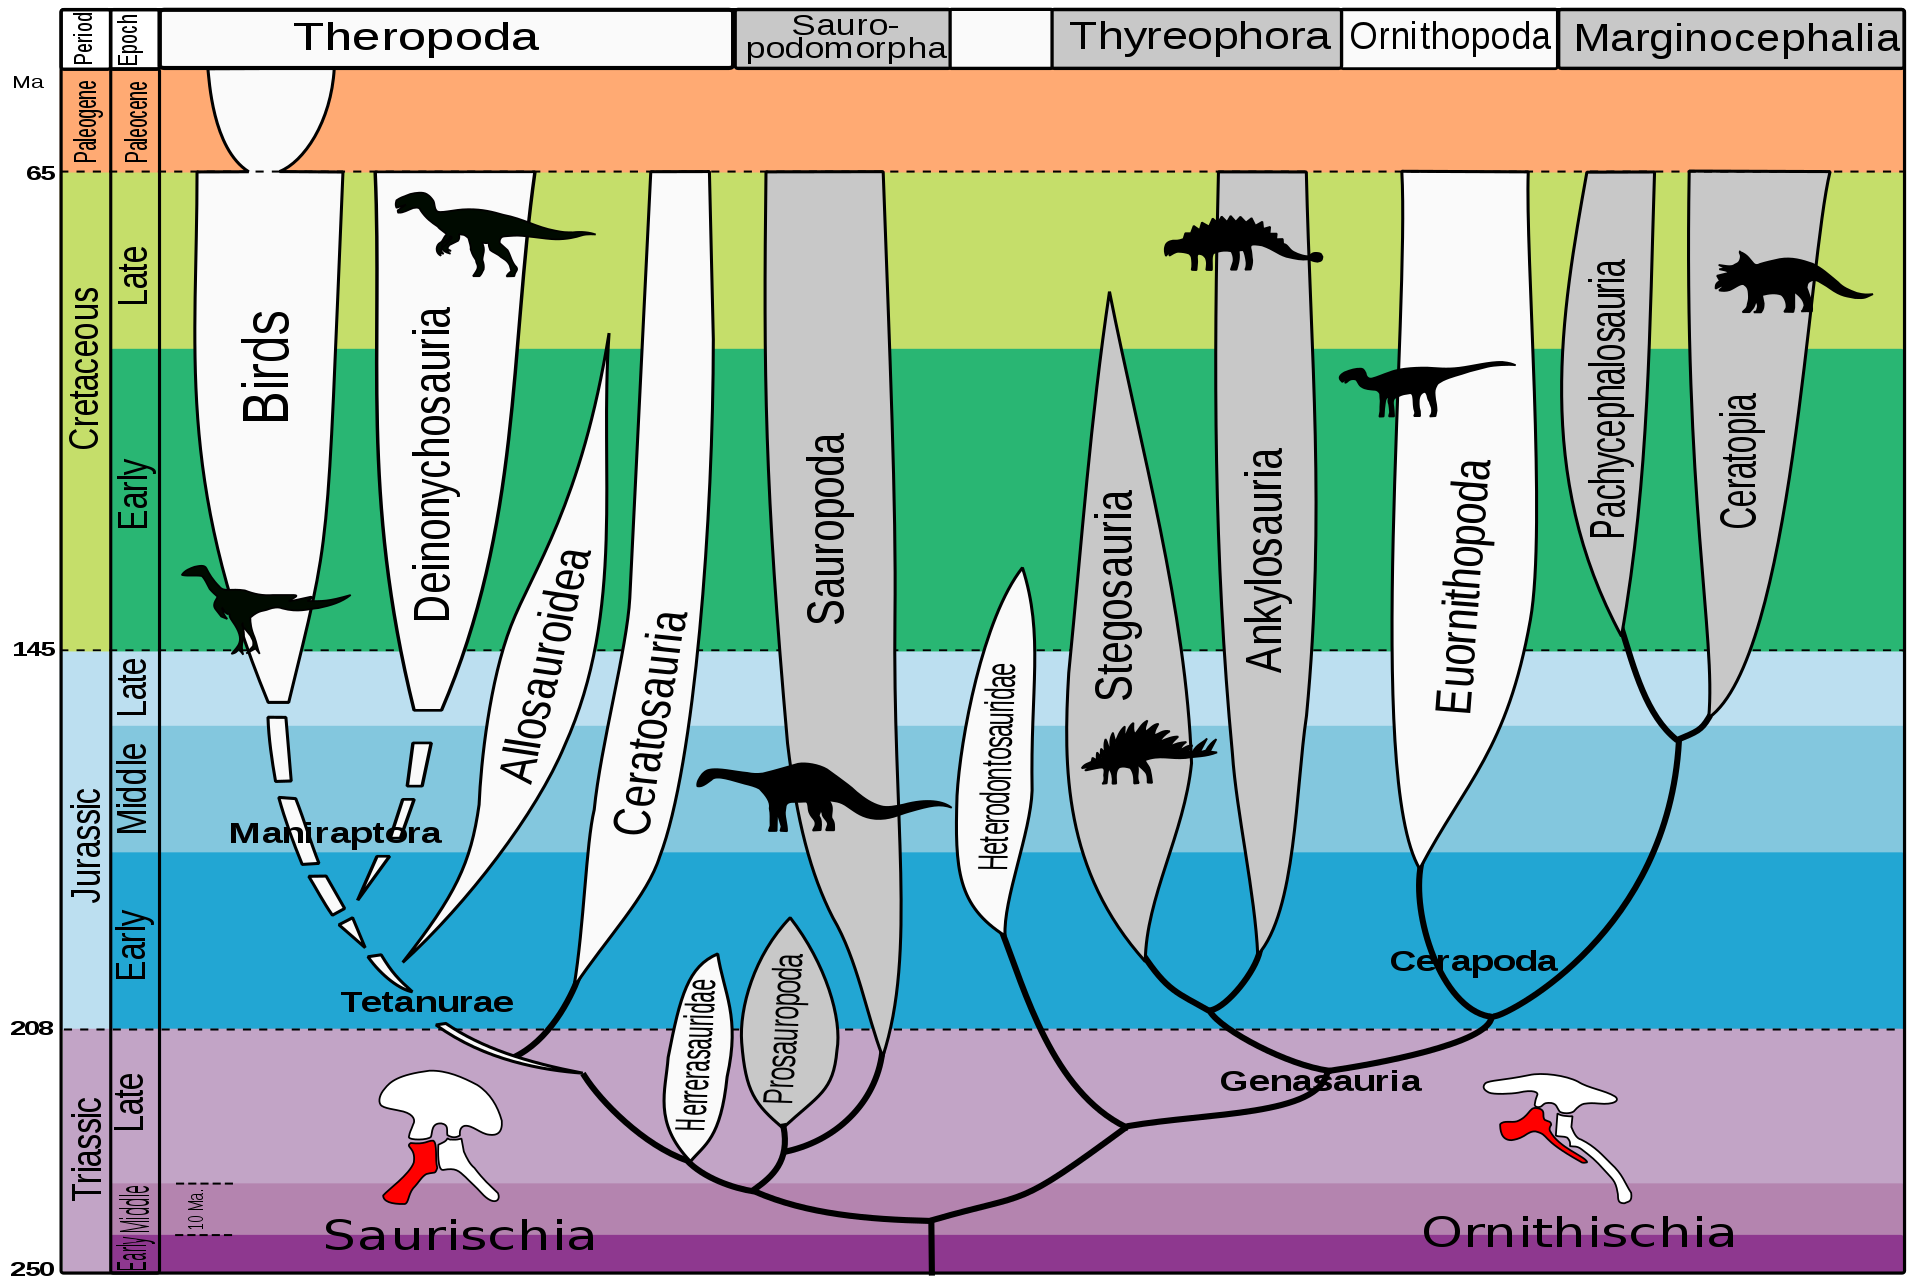 Period
Epoch
Theropoda
Sauro-
podomorpha
Thyreophora
Ornithopoda
Marginocephalia
Ma
Paleogene
Paleocene
65
Cretaceous
Late
Early
145
Jurassic
Late
Middle
Early
208
Triassic
Late
Middle
Early
250
10 Ma.
Birds
Deinonychosauria
Allosauroidea
Ceratosauria
Sauropoda
Heterodontosauridae
Stegosauria
Ankylosauria
Euornithopoda
Pachycephalosauria
Ceratopia
Maniraptora
Tetanurae
Herrerasauridae
Prosauropoda
Cerapoda
Genasauria
Saurischia
Ornithischia